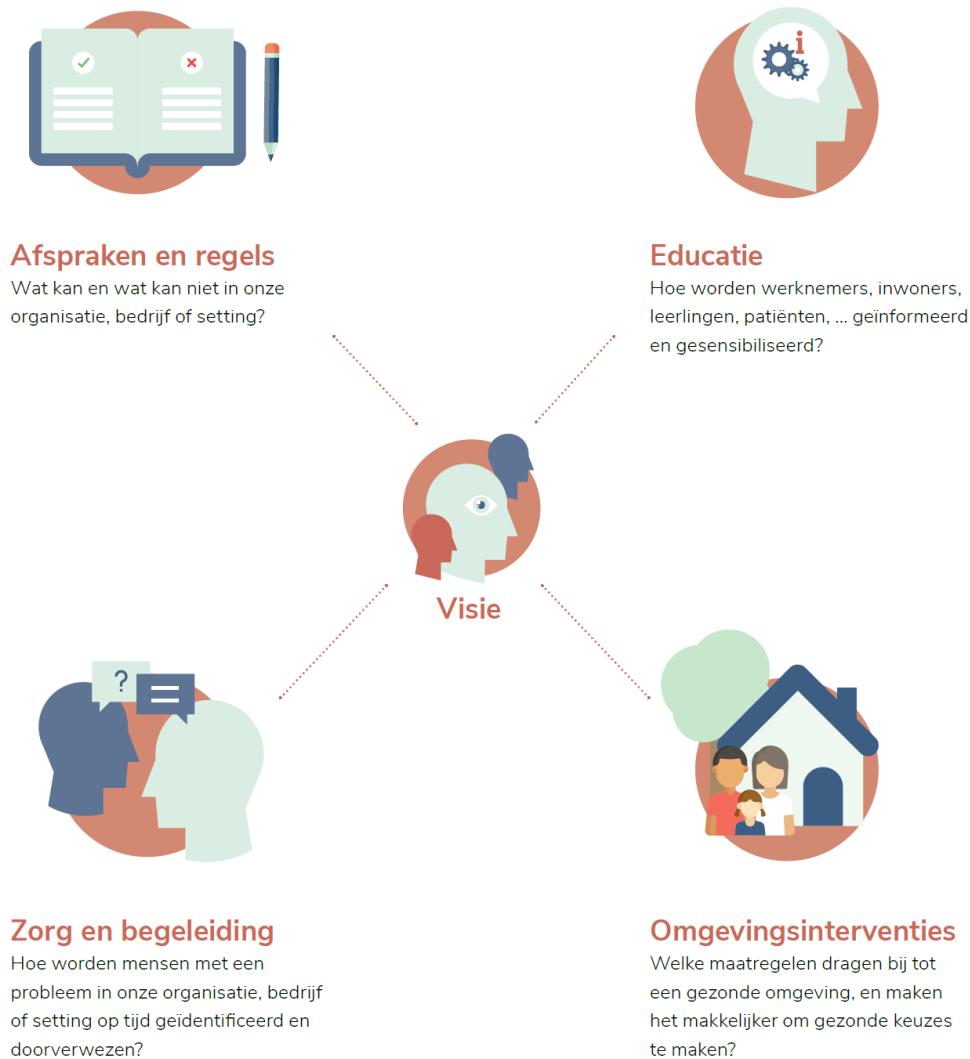 i
Afspraken en regels
Wat kan en wat kan niet in onze
organisatie, bedrijf of setting?
Educatie
Hoe worden werknemers, inwoners,
leerlingen, patiënten, ... geïnformeerd
en gesensibiliseerd?
Visie
?
=
Zorg en begeleiding
Hoe worden mensen met een
probleem in onze organisatie, bedrijf
of setting op tijd geïdentificeerd en
doorverwezen?
Omgevingsinterventies
Welke maatregelen dragen bij tot
een gezonde omgeving, en maken
het makkelijker om gezonde keuzes
te maken?